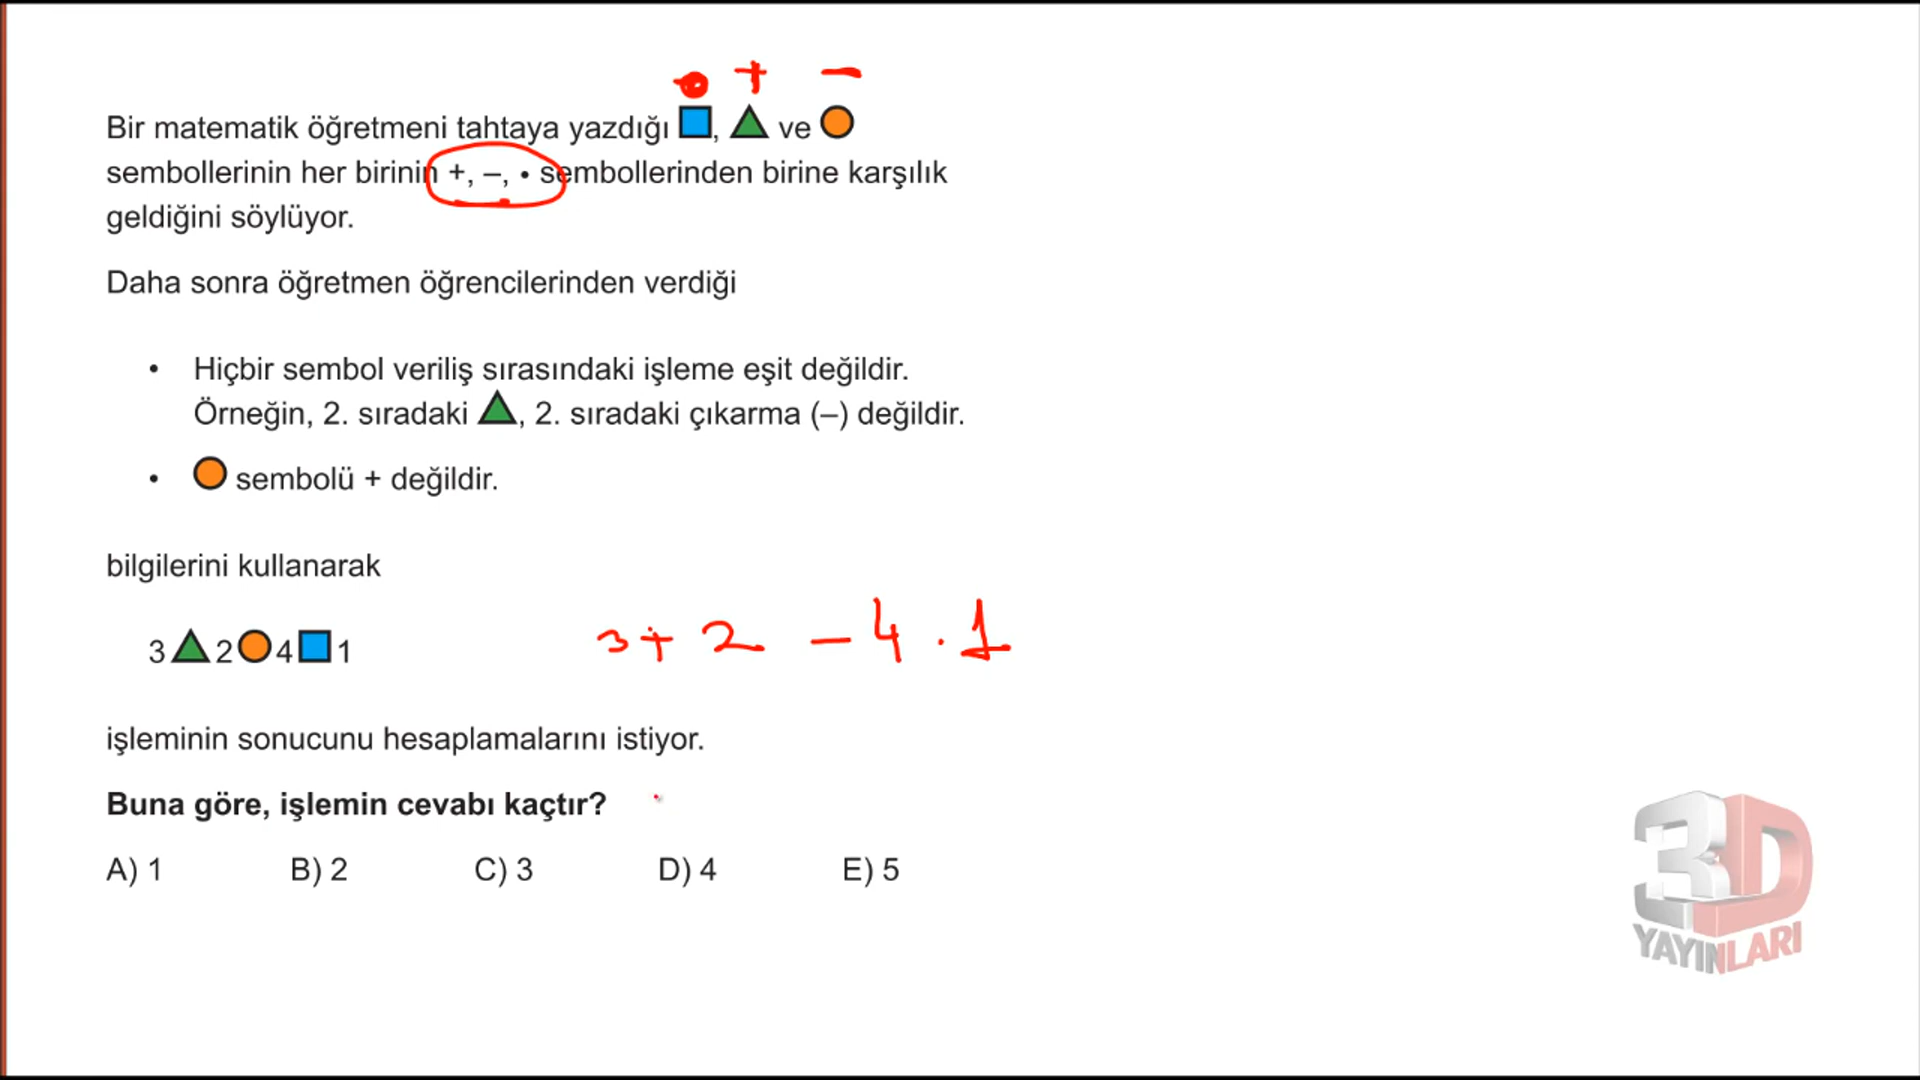 • + –
Bir matematik öğretmeni tahtaya yazdığı , ve
sembollerinin her birinin +, –, • sembollerinden birine karşılık
geldiğini söylüyor.
Daha sonra öğretmen öğrencilerinden verdiği
• Hiçbir sembol veriliş sırasındaki işleme eşit değildir.
Örneğin, 2. sıradaki , 2. sıradaki çıkarma (–) değildir.
• sembolü + değildir.
bilgilerini kullanarak
3 2 4 1
3 + 2 – 4 . 1
işleminin sonucunu hesaplamalarını istiyor.
Buna göre, işlemin cevabı kaçtır?
A) 1 B) 2 C) 3 D) 4 E) 5
3D
YAYINLARI